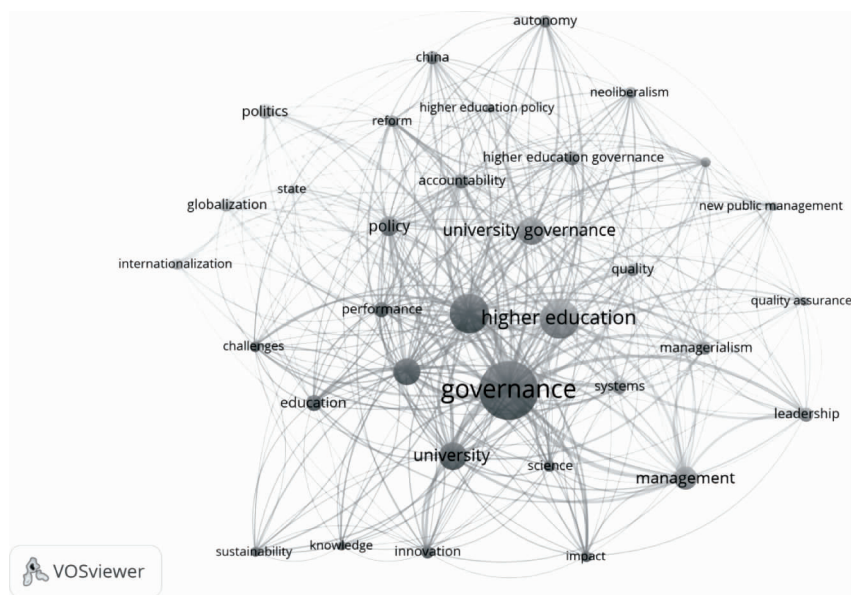 autonomy
china
neoliberalism
higher education policy
politics
reform
higher education governance
accountability
state
globalization
new public management
policy
university governance
internationalization
quality
quality assurance
performance
higher education
challenges
managerialism
governance
systems
education
leadership
university
science
management
knowledge
sustainability
innovation
impact
VOSviewer